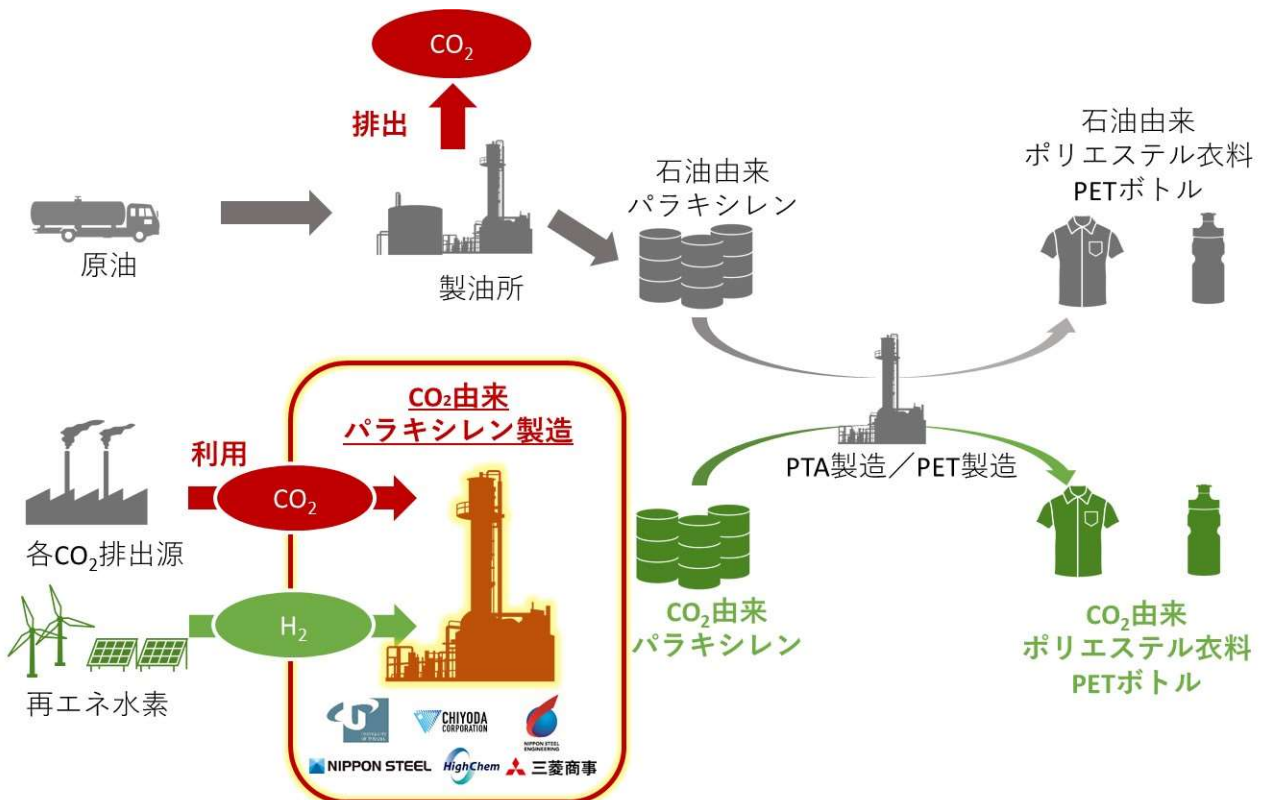 CO₂
排出
石油由来
パラキシレン
石油由来
ポリエステル衣料
PETボトル
原油
製油所
CO₂由来
パラキシレン製造
利用
CO₂
各CO₂排出源
H₂
再エネ水素
PTA製造／PET製造
CO₂由来
パラキシレン
CO₂由来
ポリエステル衣料
PETボトル
CHIYODA
CORPORATION
NIPPON STEEL
ENGINEERING
NIPPON STEEL
HighChem
三菱商事